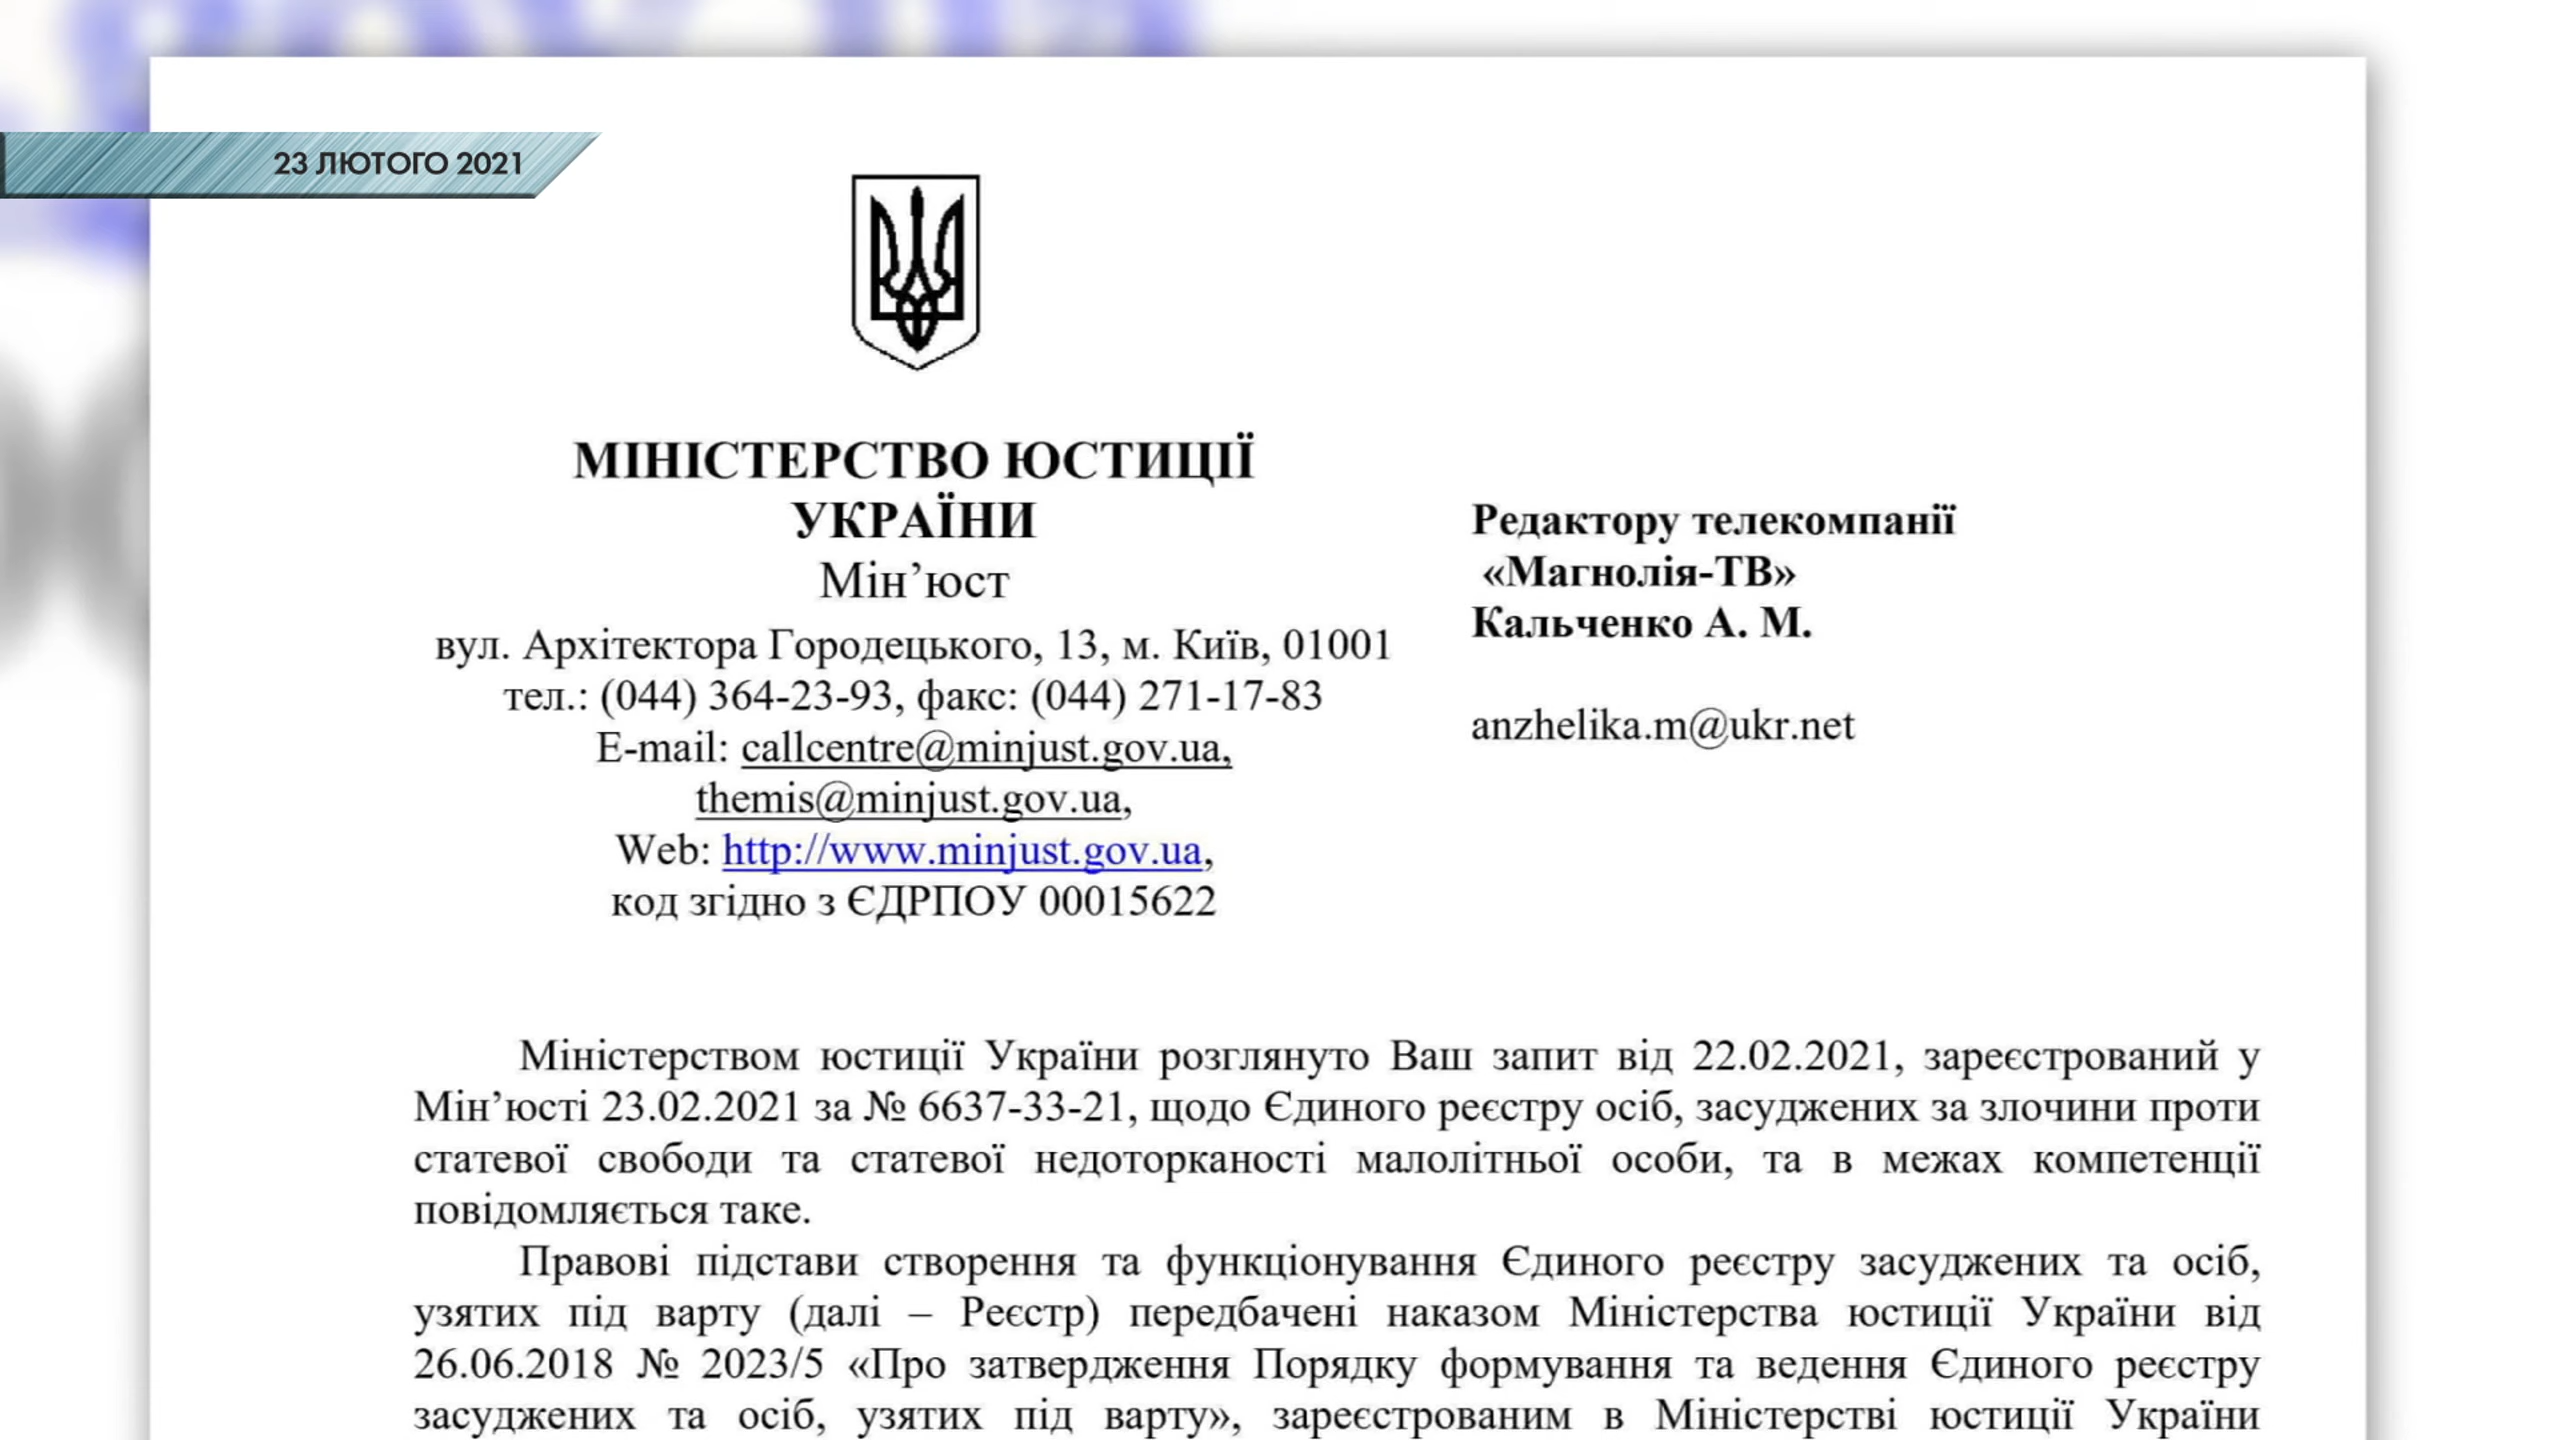 23 ЛЮТОГО 2021
МІНІСТЕРСТВО ЮСТИЦІЇ
УКРАЇНИ
Мін’юст
вул. Архітектора Городецького, 13, м. Київ, 01001
тел.: (044) 364-23-93, факс: (044) 271-17-83
E-mail: callcentre@minjust.gov.ua,
themis@minjust.gov.ua,
Web: http://www.minjust.gov.ua,
код згідно з ЄДРПОУ 00015622
Редактору телекомпанії
«Магнолія-ТВ»
Кальченко А. М.
anzhelika.m@ukr.net
Міністерством юстиції України розглянуто Ваш запит від 22.02.2021, зареєстрований у
Мін’юсті 23.02.2021 за № 6637-33-21, щодо Єдиного реєстру осіб, засуджених за злочини проти
статевої свободи та статевої недоторканості малолітньої особи, та в межах компетенції
повідомляється таке.
Правові підстави створення та функціонування Єдиного реєстру засуджених та осіб,
узятих під варту (далі – Реєстр) передбачені наказом Міністерства юстиції України від
26.06.2018 № 2023/5 «Про затвердження Порядку формування та ведення Єдиного реєстру
засуджених та осіб, узятих під варту», зареєстрованим в Міністерстві юстиції України